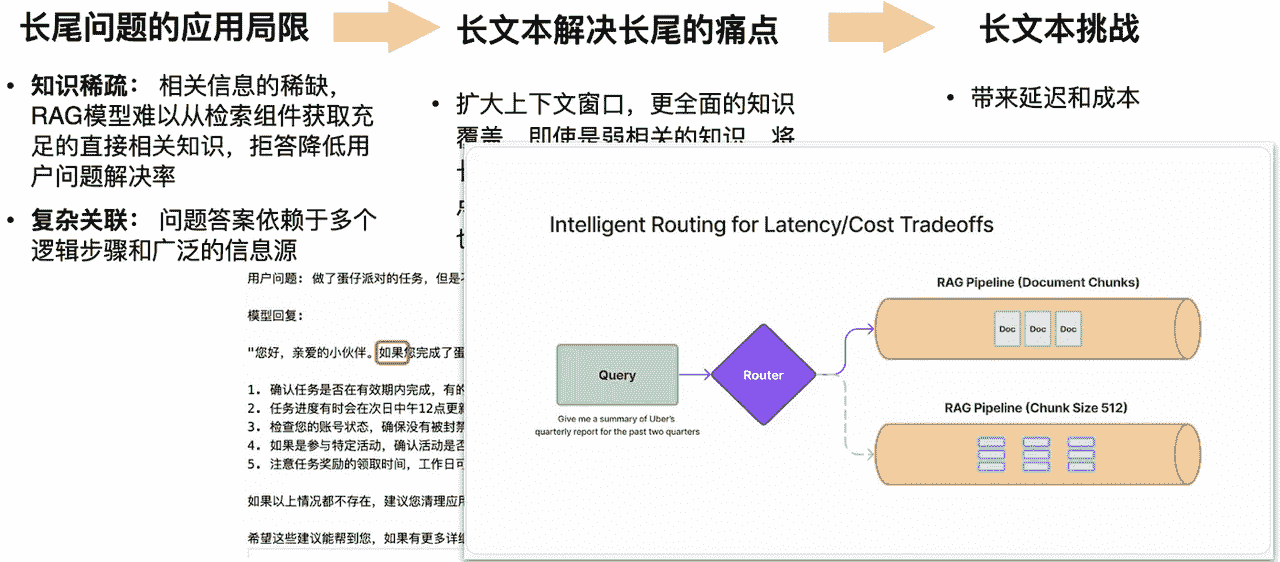 长尾问题的应用局限
长文本解决长尾的痛点
长文本挑战
• 知识稀疏： 相关信息的稀缺，
RAG模型难以从检索组件获取充
足的直接相关知识，拒答降低用
户问题解决率
• 复杂关联： 问题答案依赖于多个
逻辑步骤和广泛的信息源
• 扩大上下文窗口，更全面的知识
覆盖，即使是弱相关的知识，将
• 带来延迟和成本
用户问题： 做了蛋仔派对的任务，但是
模型回复：
"您好，亲爱的小伙伴。如果您完成了蛋
1. 确认任务是否在有效期内完成，有的
2. 任务进度有时会在次日中午12点更新
3. 检查您的账号状态，确保没有被封禁
4. 如果是参与特定活动，确认活动是否
5. 注意任务奖励的领取时间，工作日可
如果以上情况都不存在，建议您清理应用
希望这些建议能帮到您，如果有更多详细
Intelligent Routing for Latency/Cost Tradeoffs
RAG Pipeline (Document Chunks)
Doc Doc Doc
Query
Router
Give me a summary of Uber's
quarterly report for the past two quarters
RAG Pipeline (Chunk Size 512)